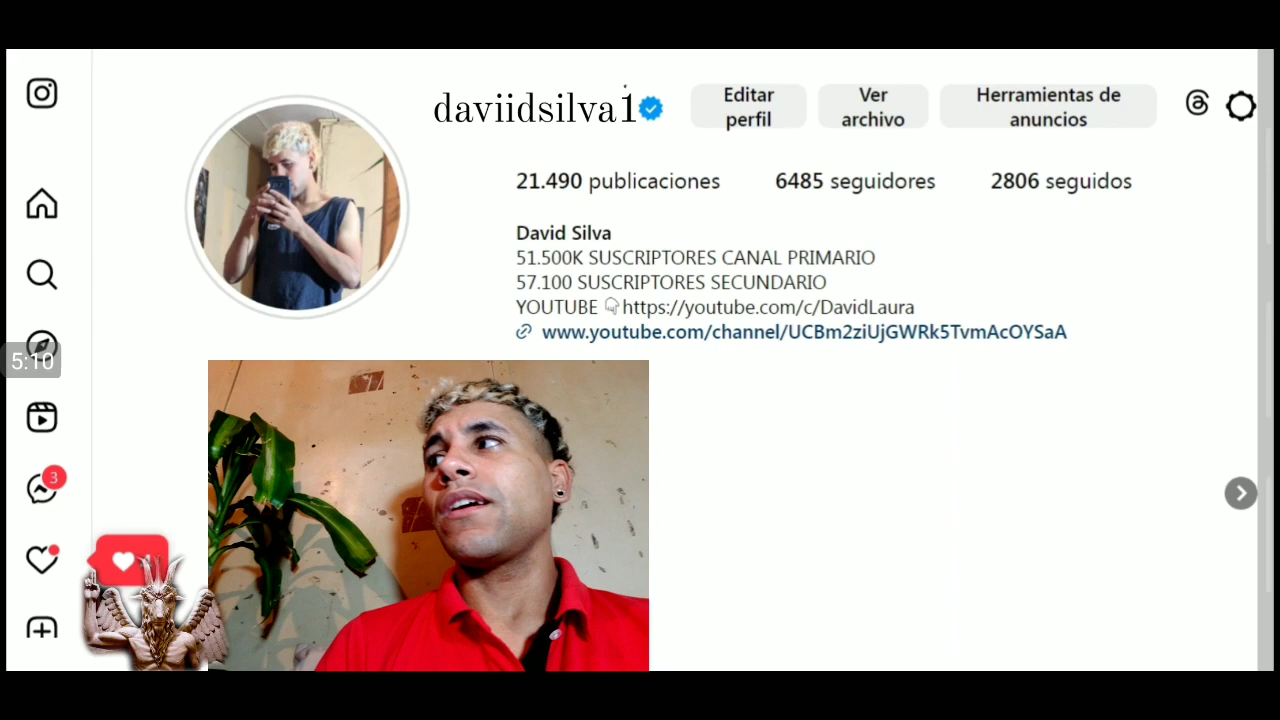 daviidsilva1
Editar perfil
Ver archivo
Herramientas de anuncios
21.490 publicaciones 6485 seguidores 2806 seguidos
David Silva
51.500K SUSCRIPTORES CANAL PRIMARIO
57.100 SUSCRIPTORES SECUNDARIO
YOUTUBE 👇https://youtube.com/c/DavidLaura
www.youtube.com/channel/UCBm2ziUjGWRk5TvmAcOYSaA
5:10
3